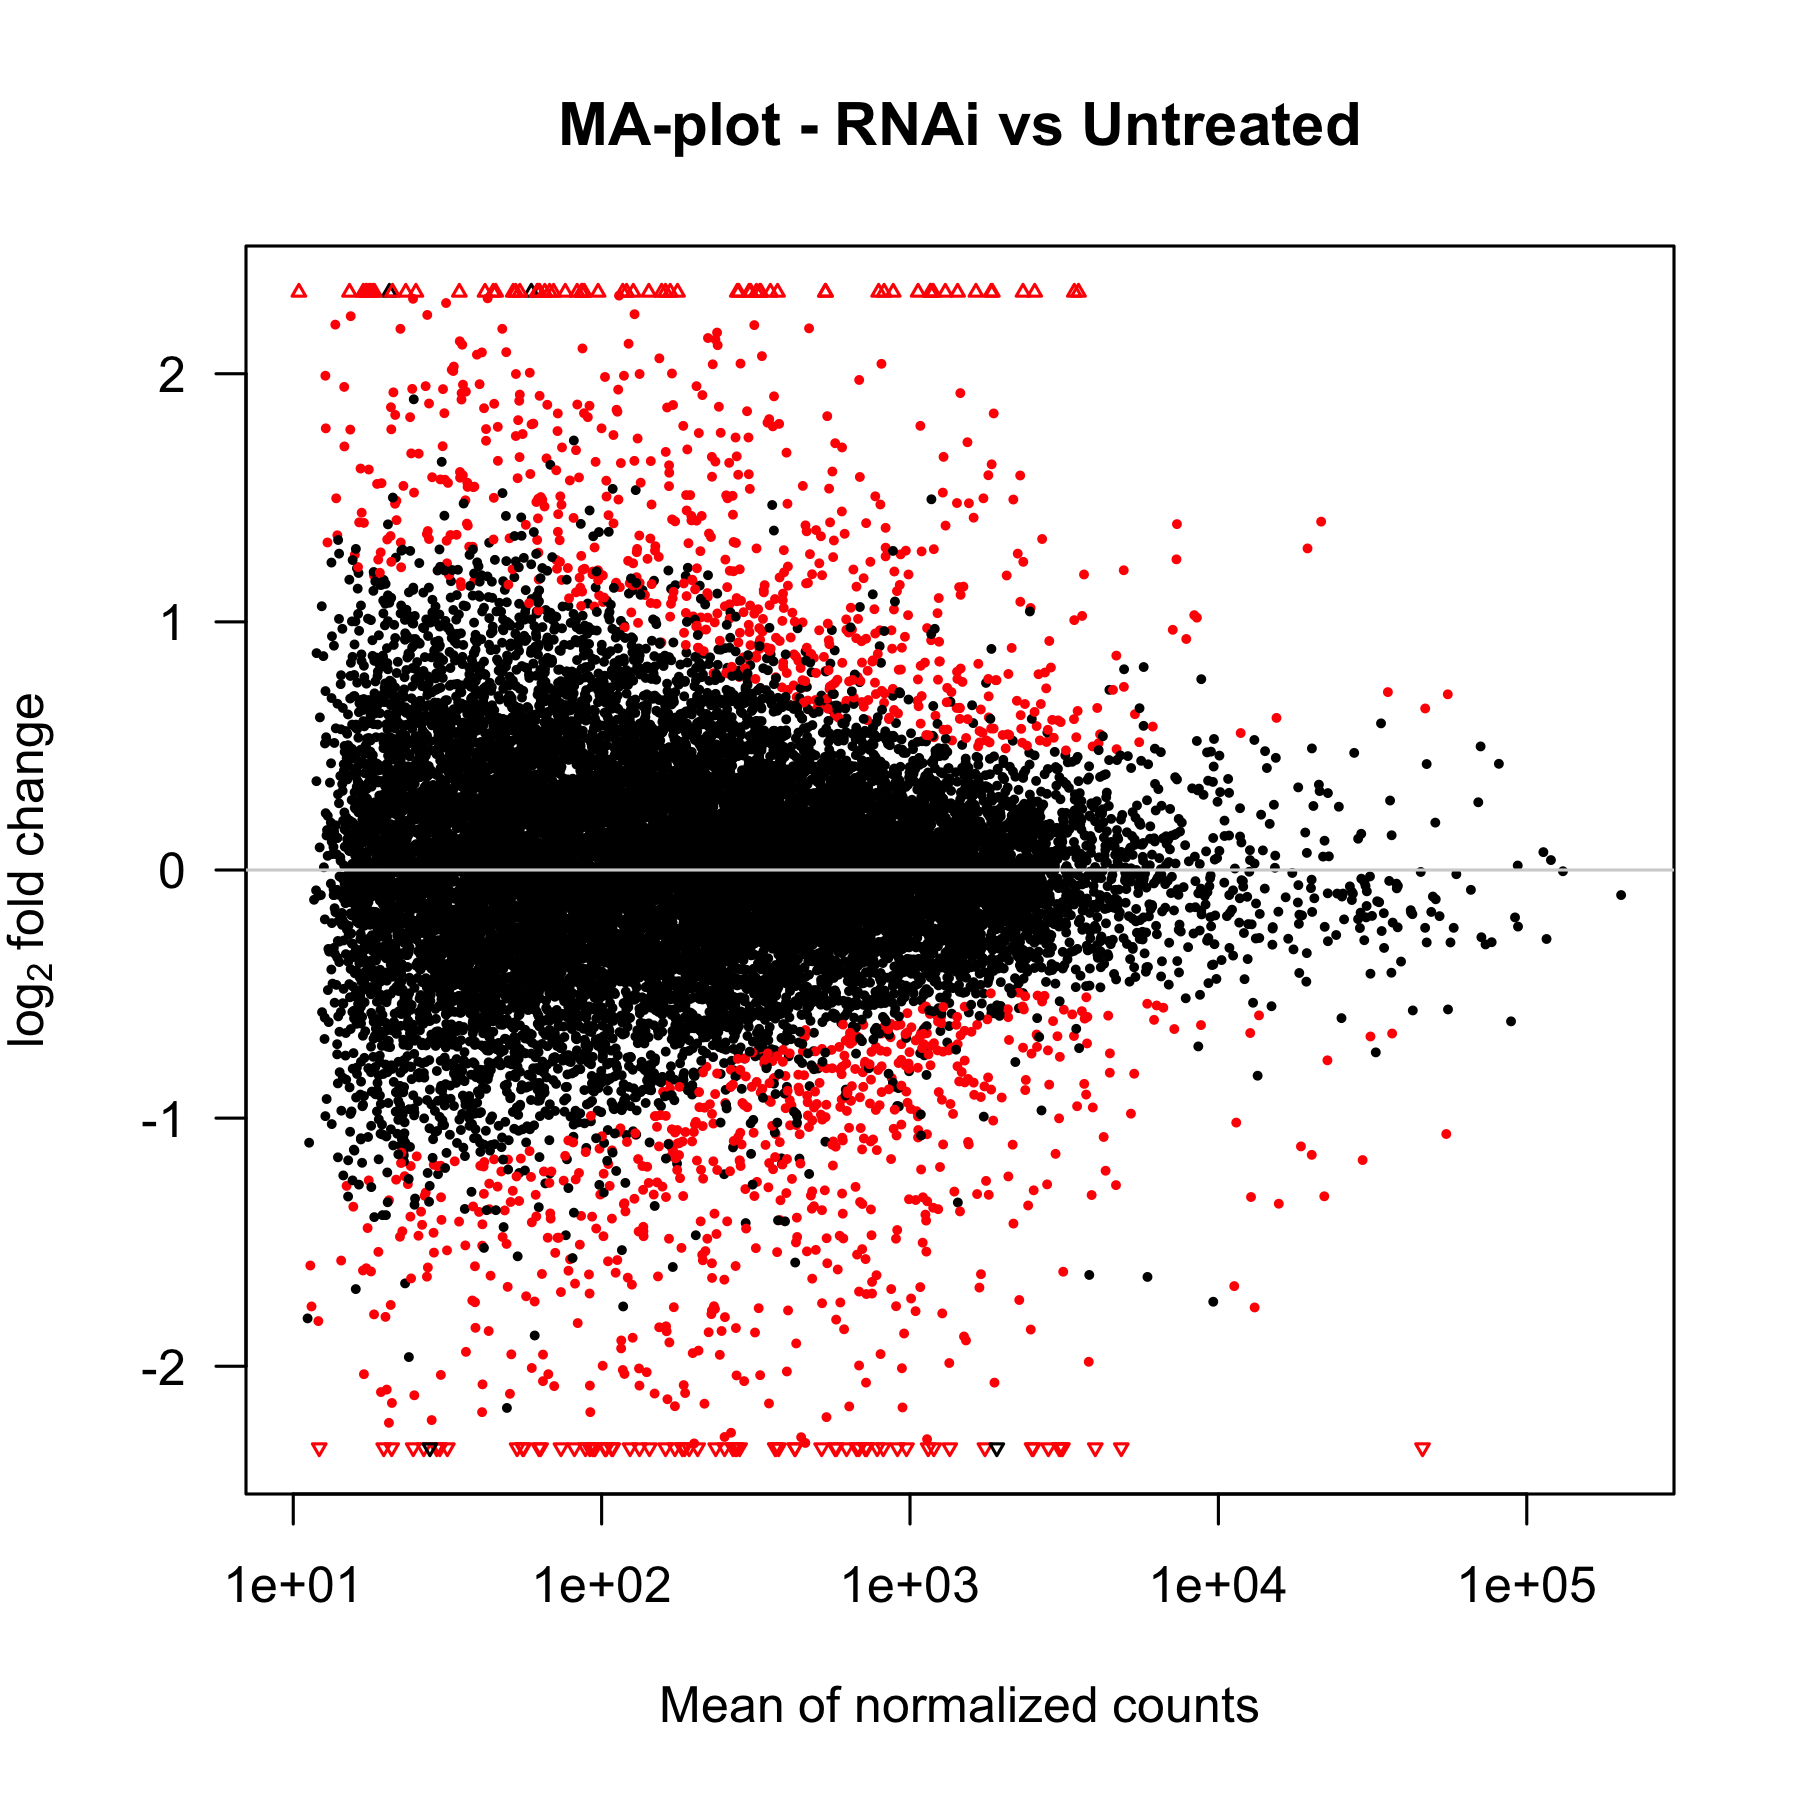 MA-plot - RNAi vs Untreated
log₂ fold change
2
1
0
-1
-2
1e+01 1e+02 1e+03 1e+04 1e+05
Mean of normalized counts